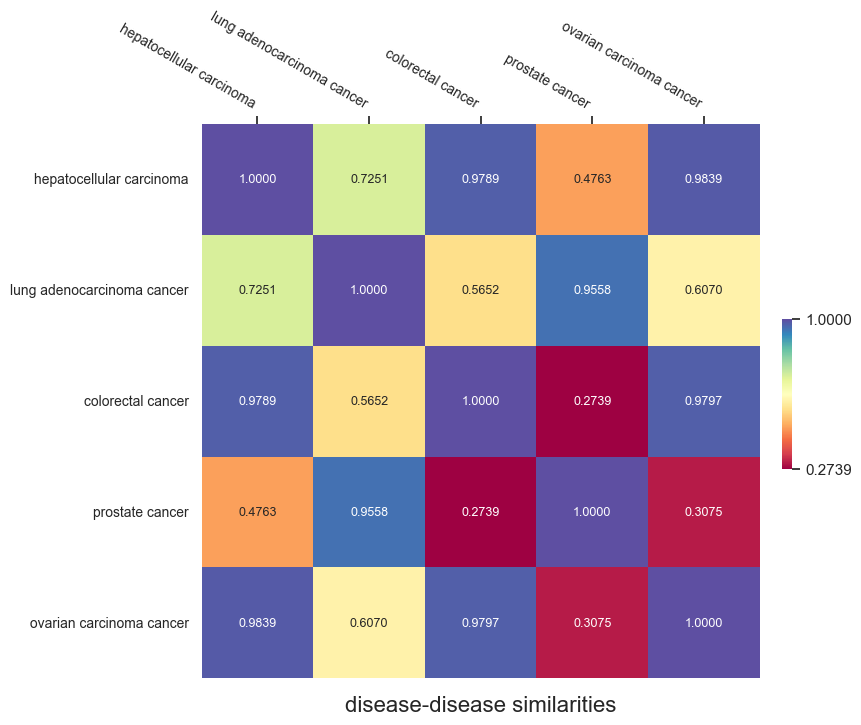 hepatocellular carcinoma
lung adenocarcinoma cancer
colorectal cancer
prostate cancer
ovarian carcinoma cancer
hepatocellular carcinoma 1.0000 0.7251 0.9789 0.4763 0.9839
lung adenocarcinoma cancer 0.7251 1.0000 0.5652 0.9558 0.6070
colorectal cancer 0.9789 0.5652 1.0000 0.2739 0.9797
prostate cancer 0.4763 0.9558 0.2739 1.0000 0.3075
ovarian carcinoma cancer 0.9839 0.6070 0.9797 0.3075 1.0000
1.0000
0.2739
disease-disease similarities